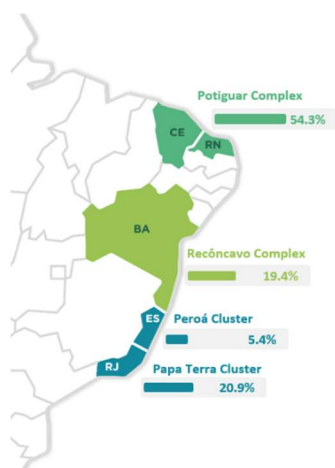 Potiguar Complex
54.3%
CE
RN
BA
Recôncavo Complex
19.4%
ES
Peroá Cluster
5.4%
RJ
Papa Terra Cluster
20.9%